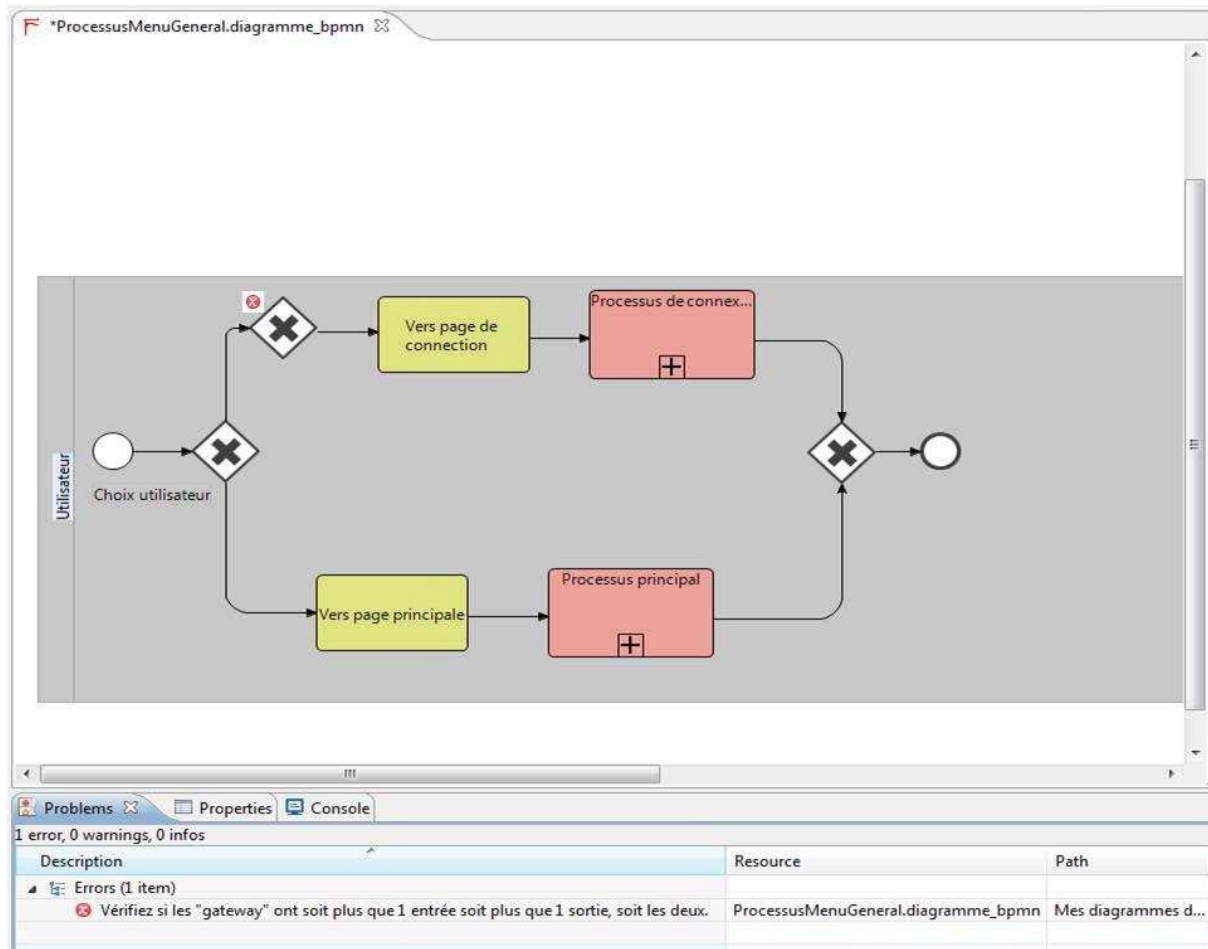 *ProcessusMenuGeneral.diagramme_bpmn
Vers page de
connection
Processus de connex...
Utilisateur
Choix utilisateur
Vers page principale
Processus principal
Problems
Properties
Console
1 error, 0 warnings, 0 infos
Description Resource Path
Errors (1 item)
Vérifiez si les "gateway" ont soit plus que 1 entrée soit plus que 1 sortie, soit les deux. ProcessusMenuGeneral.diagramme_bpmn Mes diagrammes d...